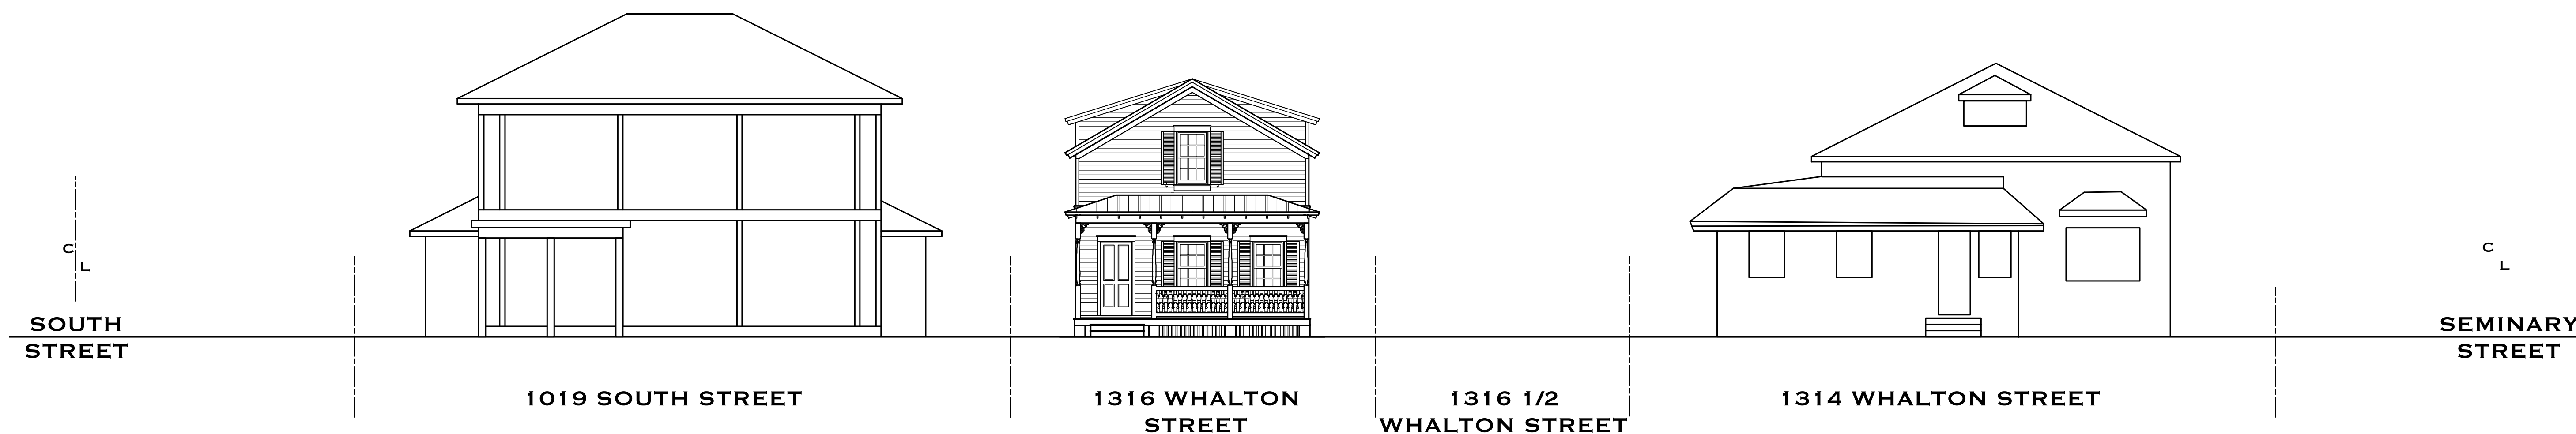 C
L
SOUTH
STREET
1019 SOUTH STREET
1316 WHALTON
STREET
1316 1/2
WHALTON STREET
1314 WHALTON STREET
C
L
SEMINARY
STREET